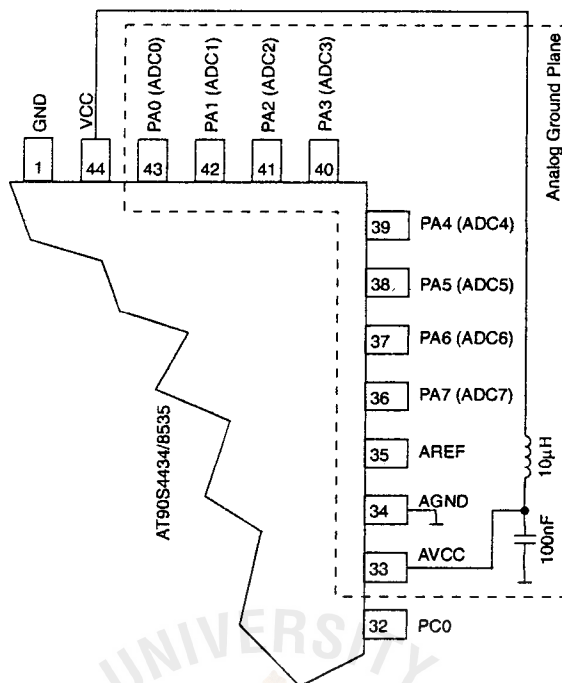 GND
VCC
PA0 (ADC0)
PA1 (ADC1)
PA2 (ADC2)
PA3 (ADC3)
Analog Ground Plane
1
44
43
42
41
40
39 PA4 (ADC4)
38 PA5 (ADC5)
37 PA6 (ADC6)
36 PA7 (ADC7)
35 AREF
10µH
34 AGND
100nF
33 AVCC
32 PC0
AT90S4434/8535
UNIVERSITY